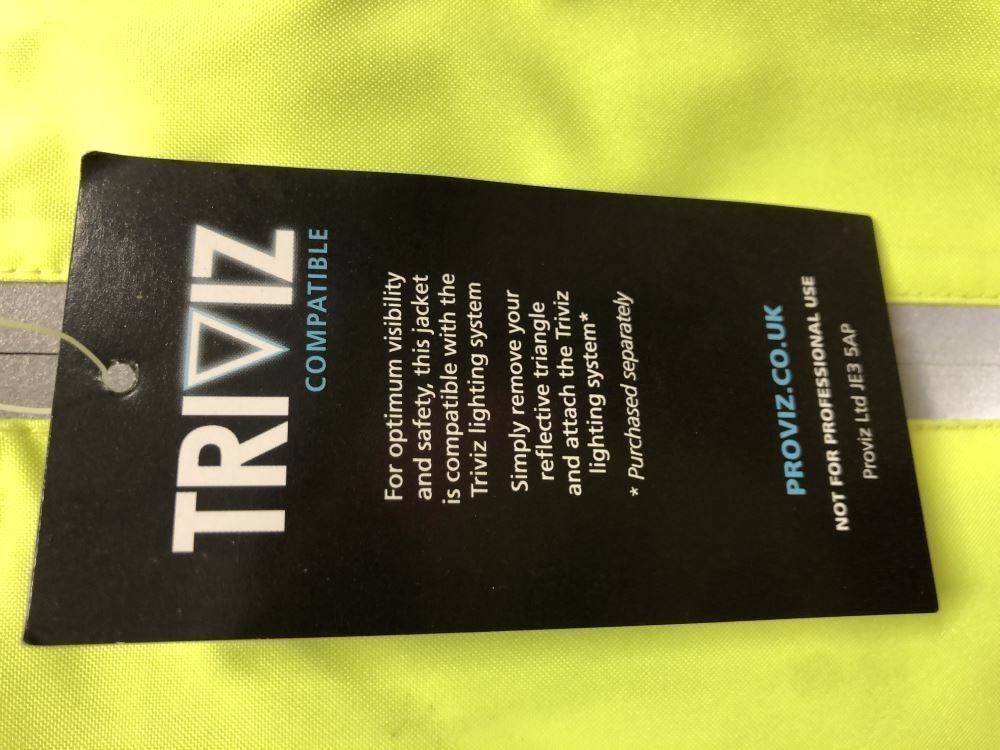 TRIVIZ
COMPATIBLE
For optimum visibility
and safety, this jacket
is compatible with the
Triviz lighting system
Simply remove your
reflective triangle
and attach the Triviz
lighting system*
* Purchased separately
PROVIZ.CO.UK
NOT FOR PROFESSIONAL USE
Proviz Ltd JE3 5AP